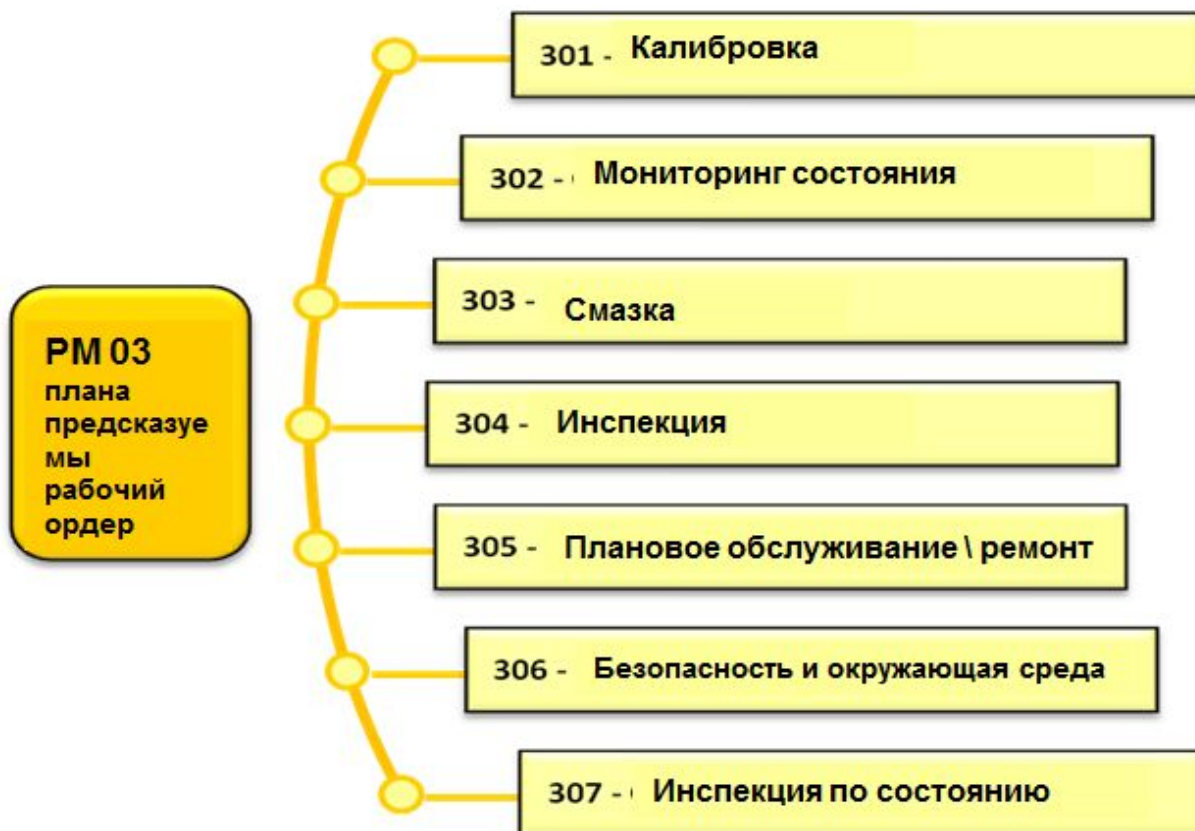 301 - Калибровка
302 - Мониторинг состояния
303 - Смазка
PM 03
плана
предсказуе
мы
рабочий
ордер
304 - Инспекция
305 - Плановое обслуживание \ ремонт
306 - Безопасность и окружающая среда
307 - Инспекция по состоянию